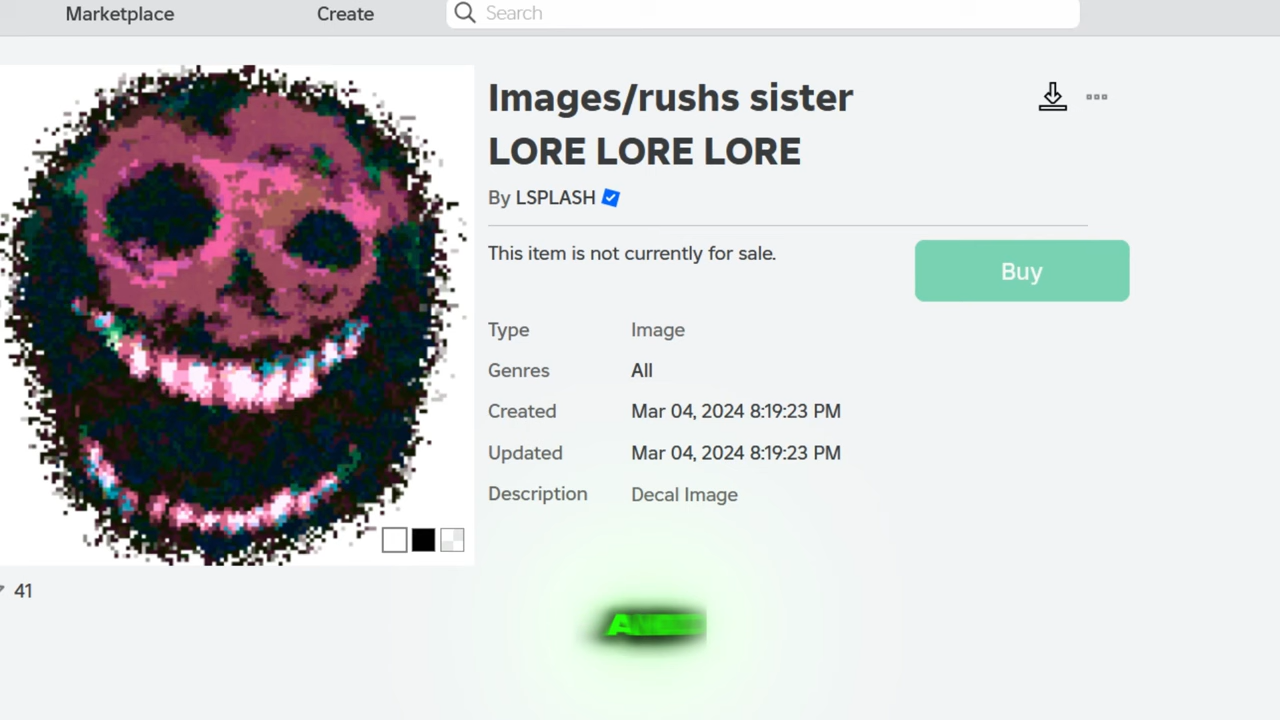 Marketplace Create Search
Images/rushs sister
LORE LORE LORE
By LSPLASH
This item is not currently for sale.
Buy
Type Image
Genres All
Created Mar 04, 2024 8:19:23 PM
Updated Mar 04, 2024 8:19:23 PM
Description Decal Image
41